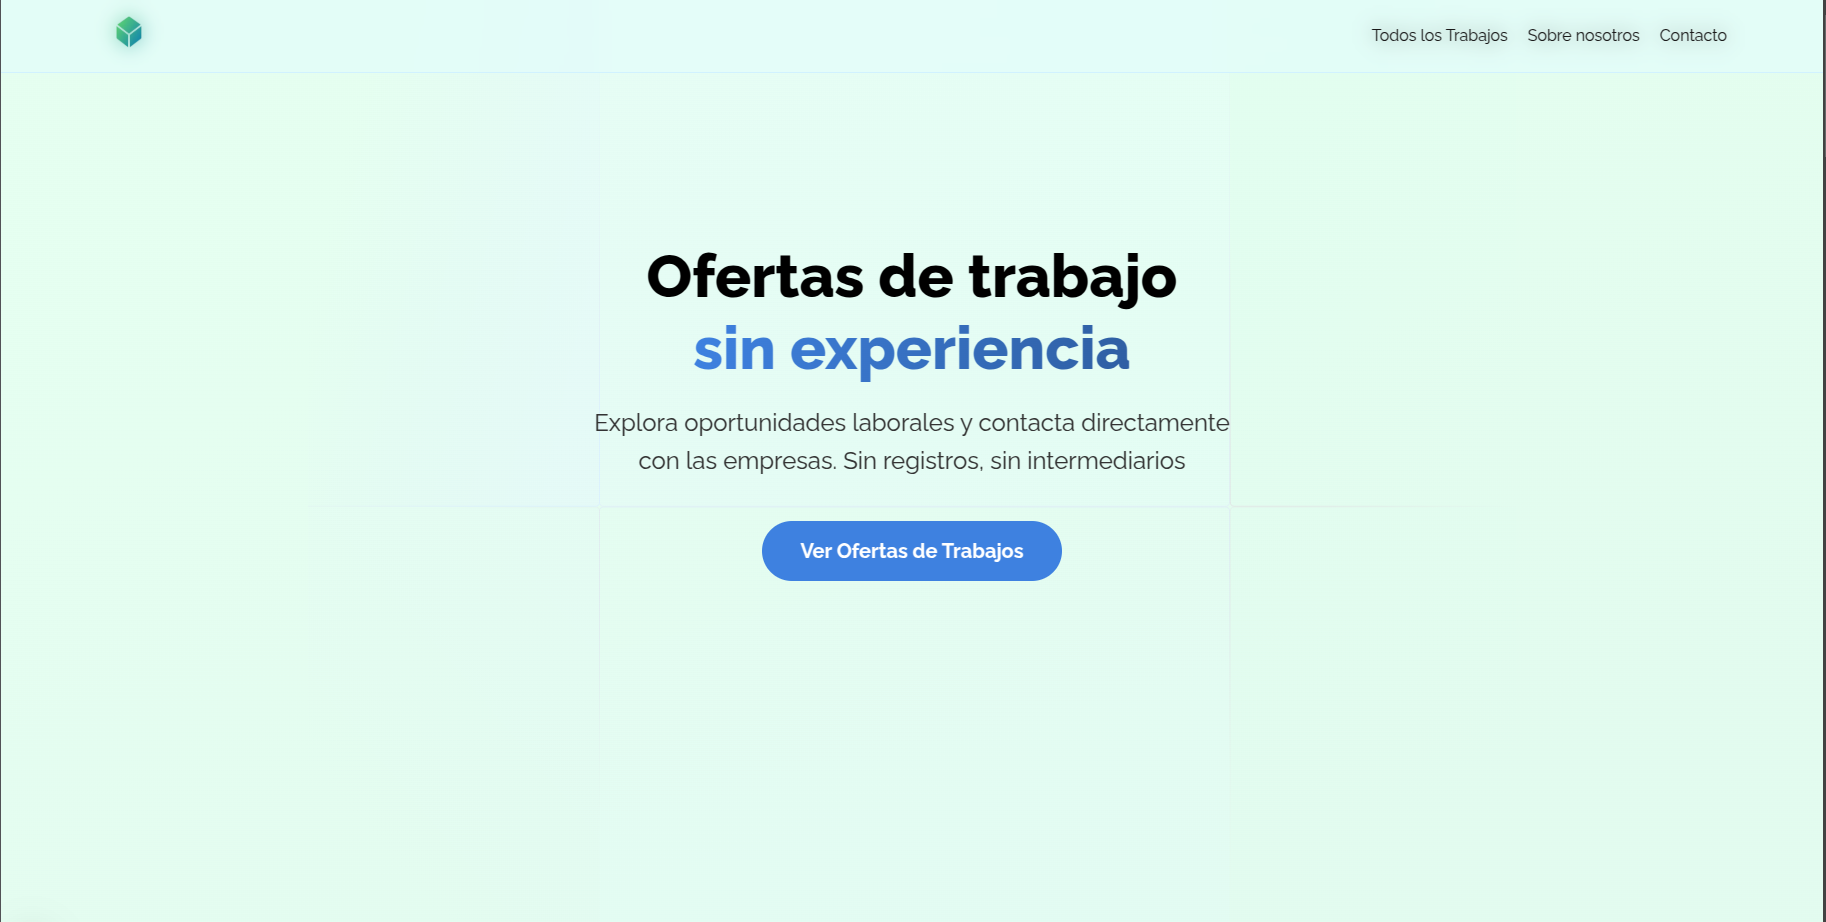 Todos los Trabajos
Sobre nosotros
Contacto
Ofertas de trabajo
sin experiencia
Explora oportunidades laborales y contacta directamente
con las empresas. Sin registros, sin intermediarios
Ver Ofertas de Trabajos